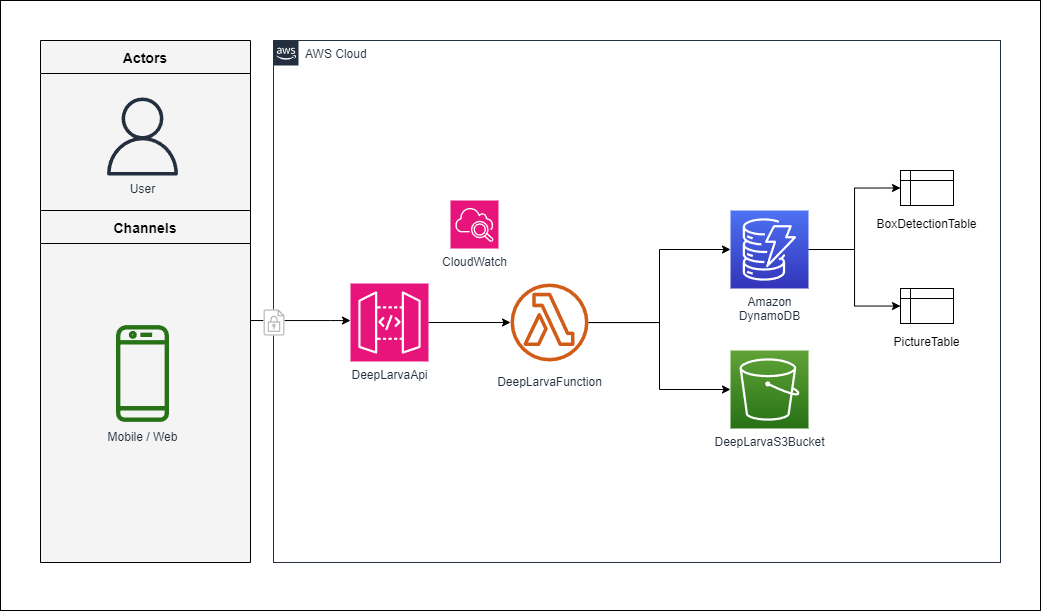 Actors
User
Channels
Mobile / Web
aws
AWS Cloud
CloudWatch
</>
DeepLarvaApi
DeepLarvaFunction
Amazon
DynamoDB
DeepLarvaS3Bucket
BoxDetectionTable
PictureTable